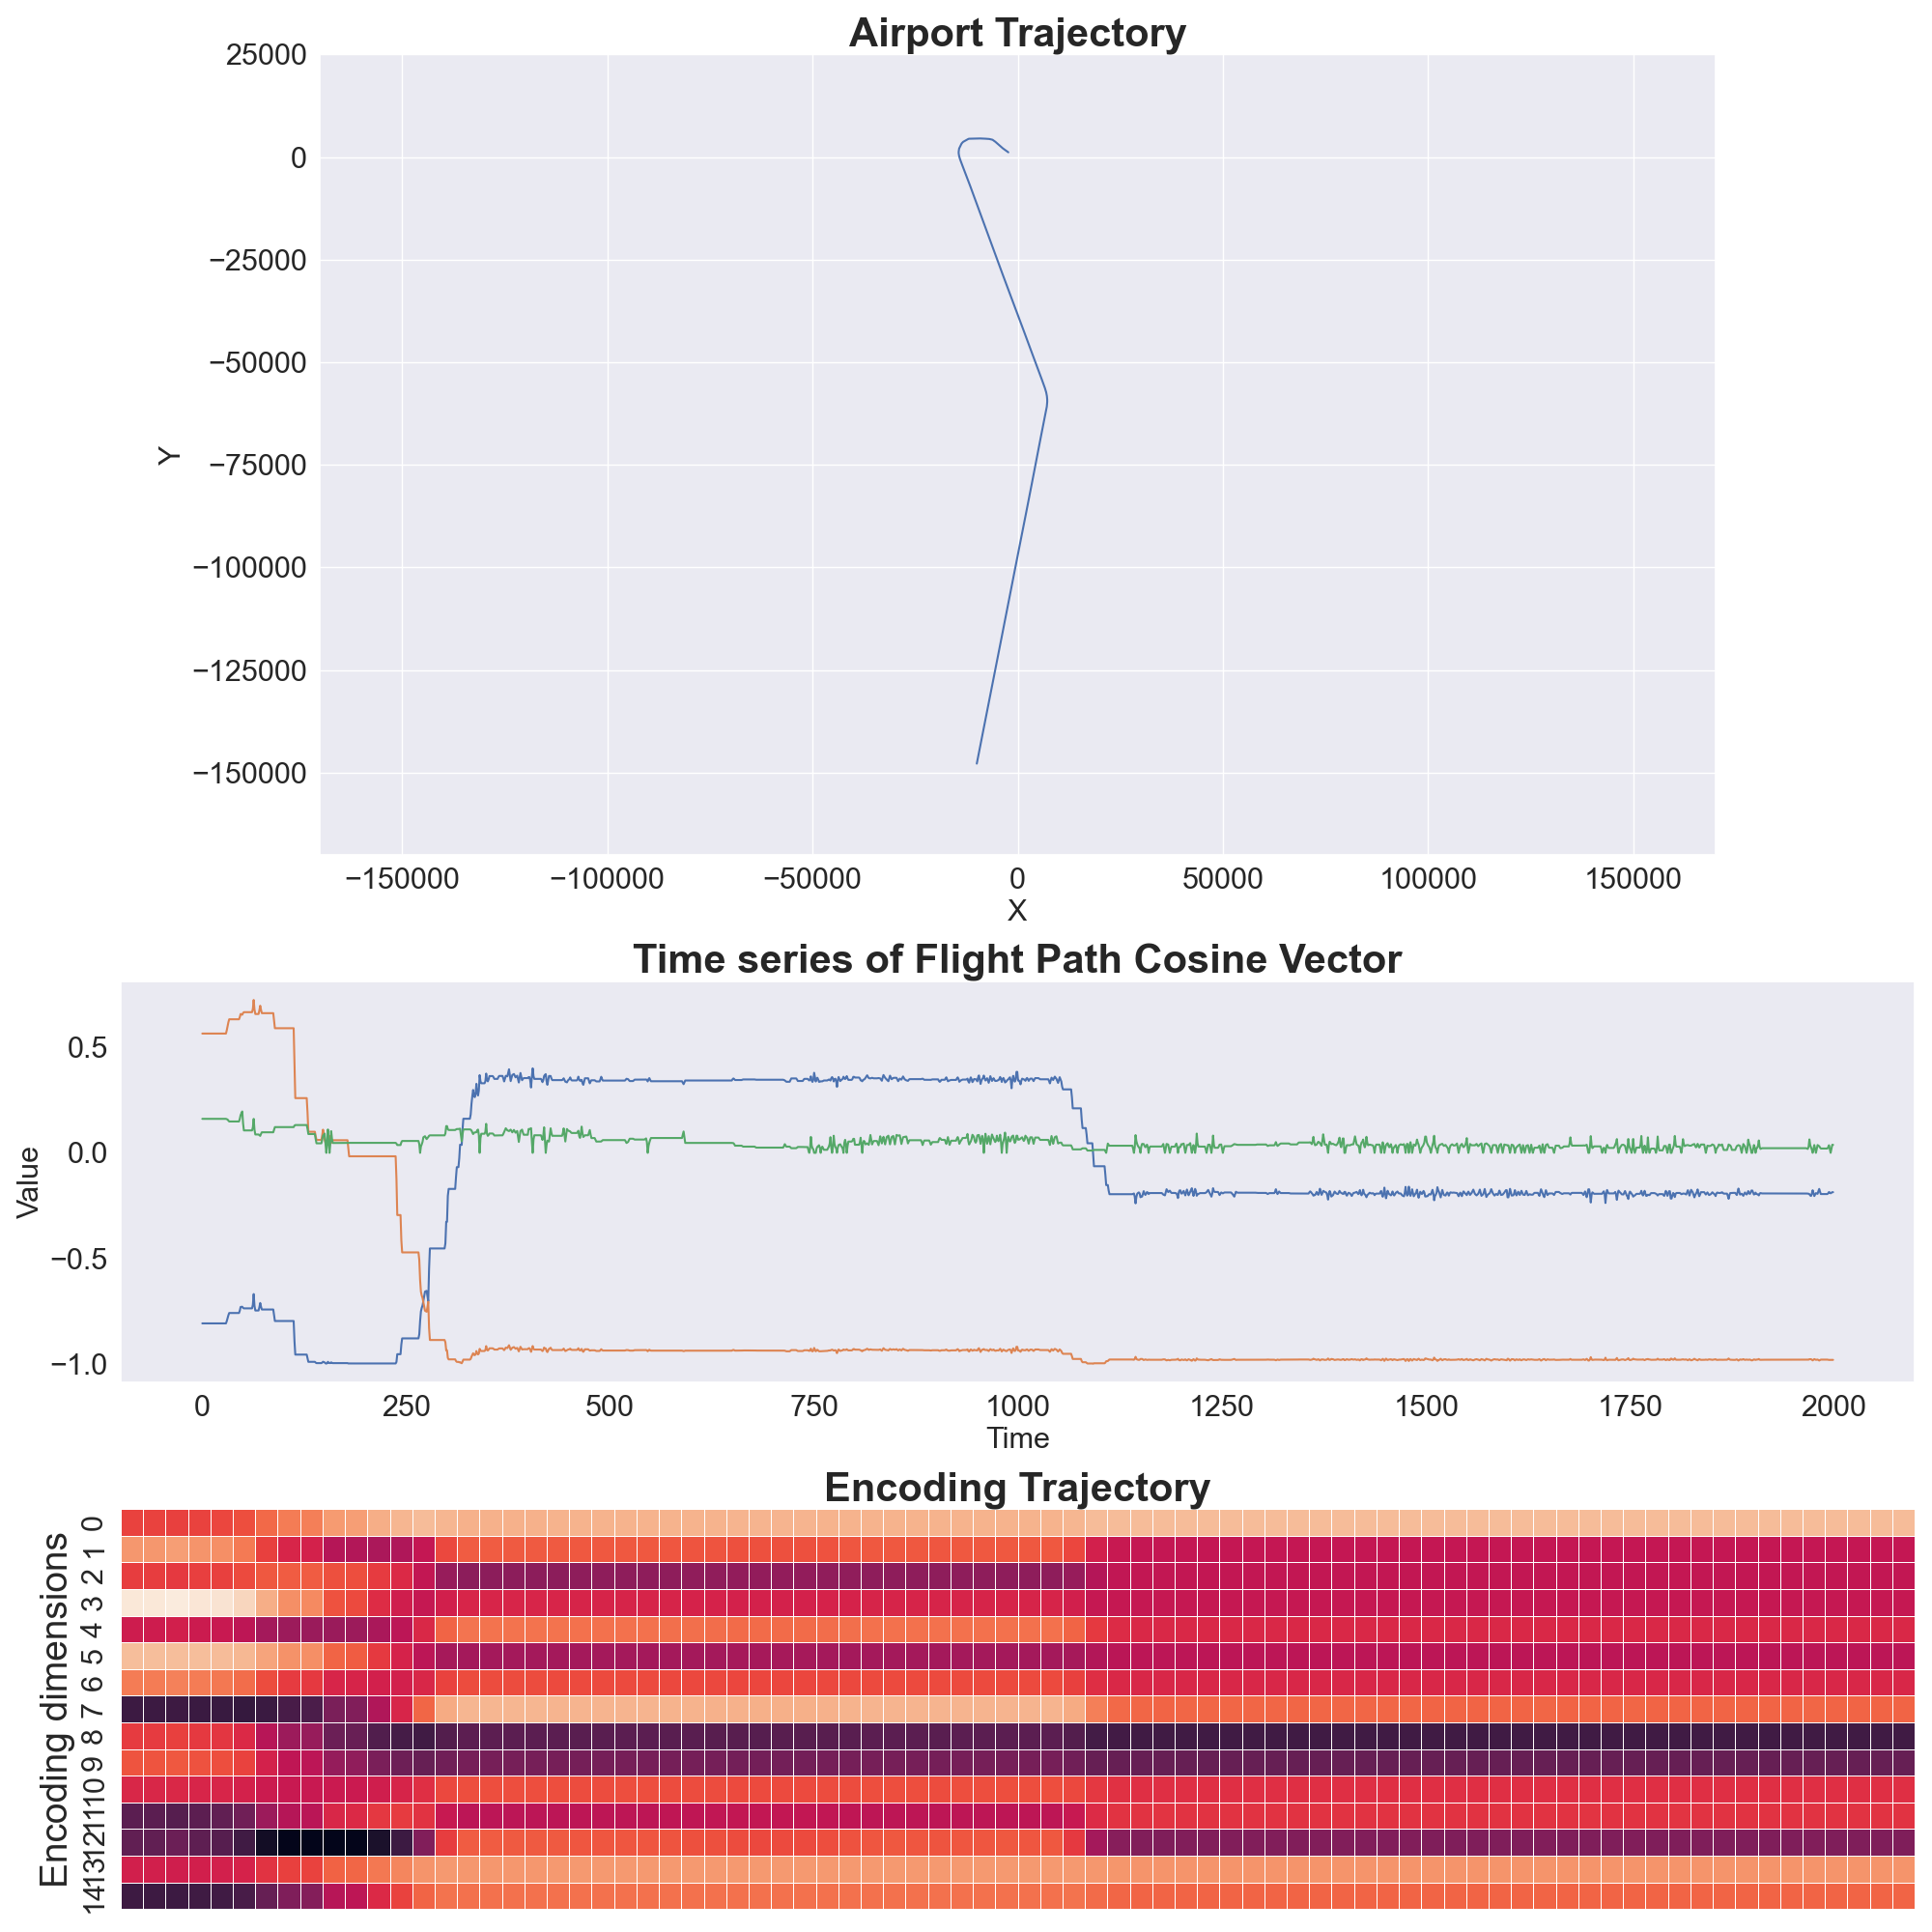 Airport Trajectory
25000
0
−25000
−50000
−75000
−100000
−125000
−150000
Y
−150000 −100000 −50000 0 50000 100000 150000
X
Time series of Flight Path Cosine Vector
0.5
0.0
−0.5
−1.0
Value
0 250 500 750 1000 1250 1500 1750 2000
Time
Encoding Trajectory
Encoding dimensions
0
1
2
3
4
5
6
7
8
9
10
11
12
13
14